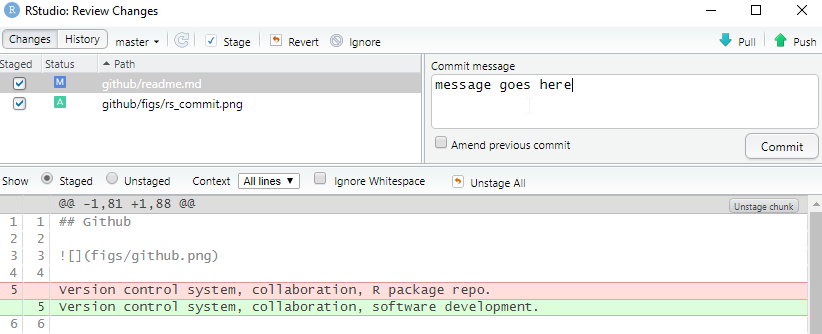 R RStudio: Review Changes
Changes History master Stage Revert Ignore Pull Push
Staged Status Path
M github/readme.md
A github/figs/rs_commit.png
Commit message
message goes here
Amend previous commit Commit
Show Staged Unstaged Context All lines Ignore Whitespace Unstage All
@@ -1,81 +1,88 @@ Unstage chunk
1 1 ## Github
2 2
3 3 ![](figs/github.png)
4 4
5 Version control system, collaboration, R package repo.
5 Version control system, collaboration, software development.
6 6